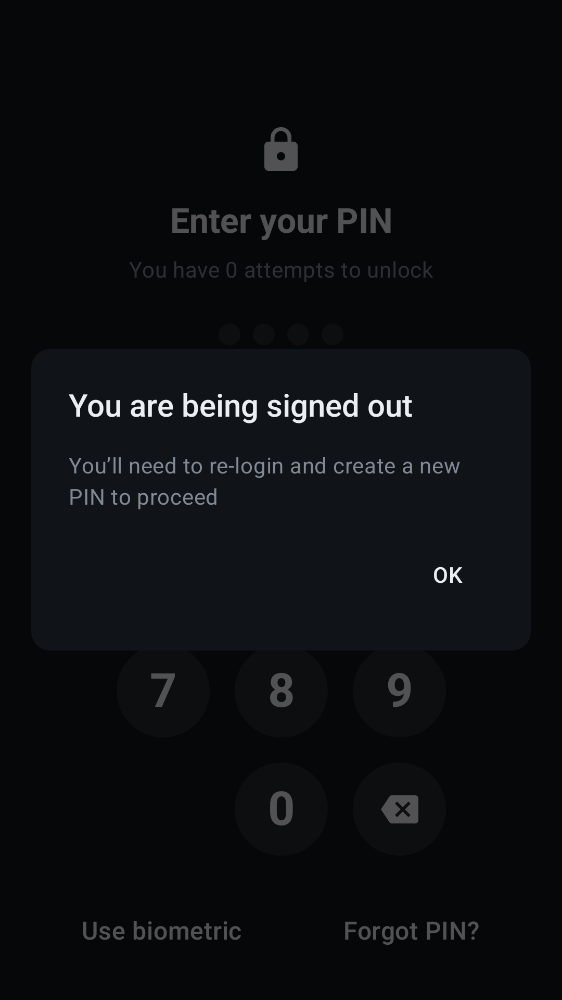 Enter your PIN
You have 0 attempts to unlock
You are being signed out
You’ll need to re-login and create a new
PIN to proceed
OK
7 8 9
0
Use biometric Forgot PIN?